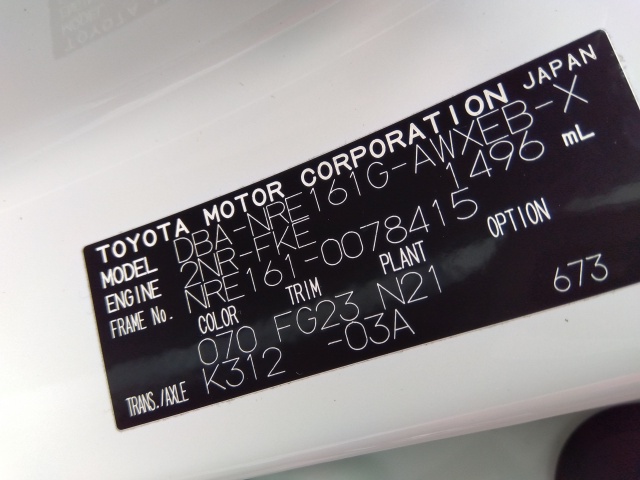 TOYOTA MOTOR CORPORATION JAPAN
MODEL DBA-NRE161G-AWXEB-X
ENGINE 2NR-FKE 1496 mL
FRAME No. NRE161-0078415
COLOR TRIM PLANT OPTION
070 FG23 N21 673
TRANS./AXLE K312 -03A